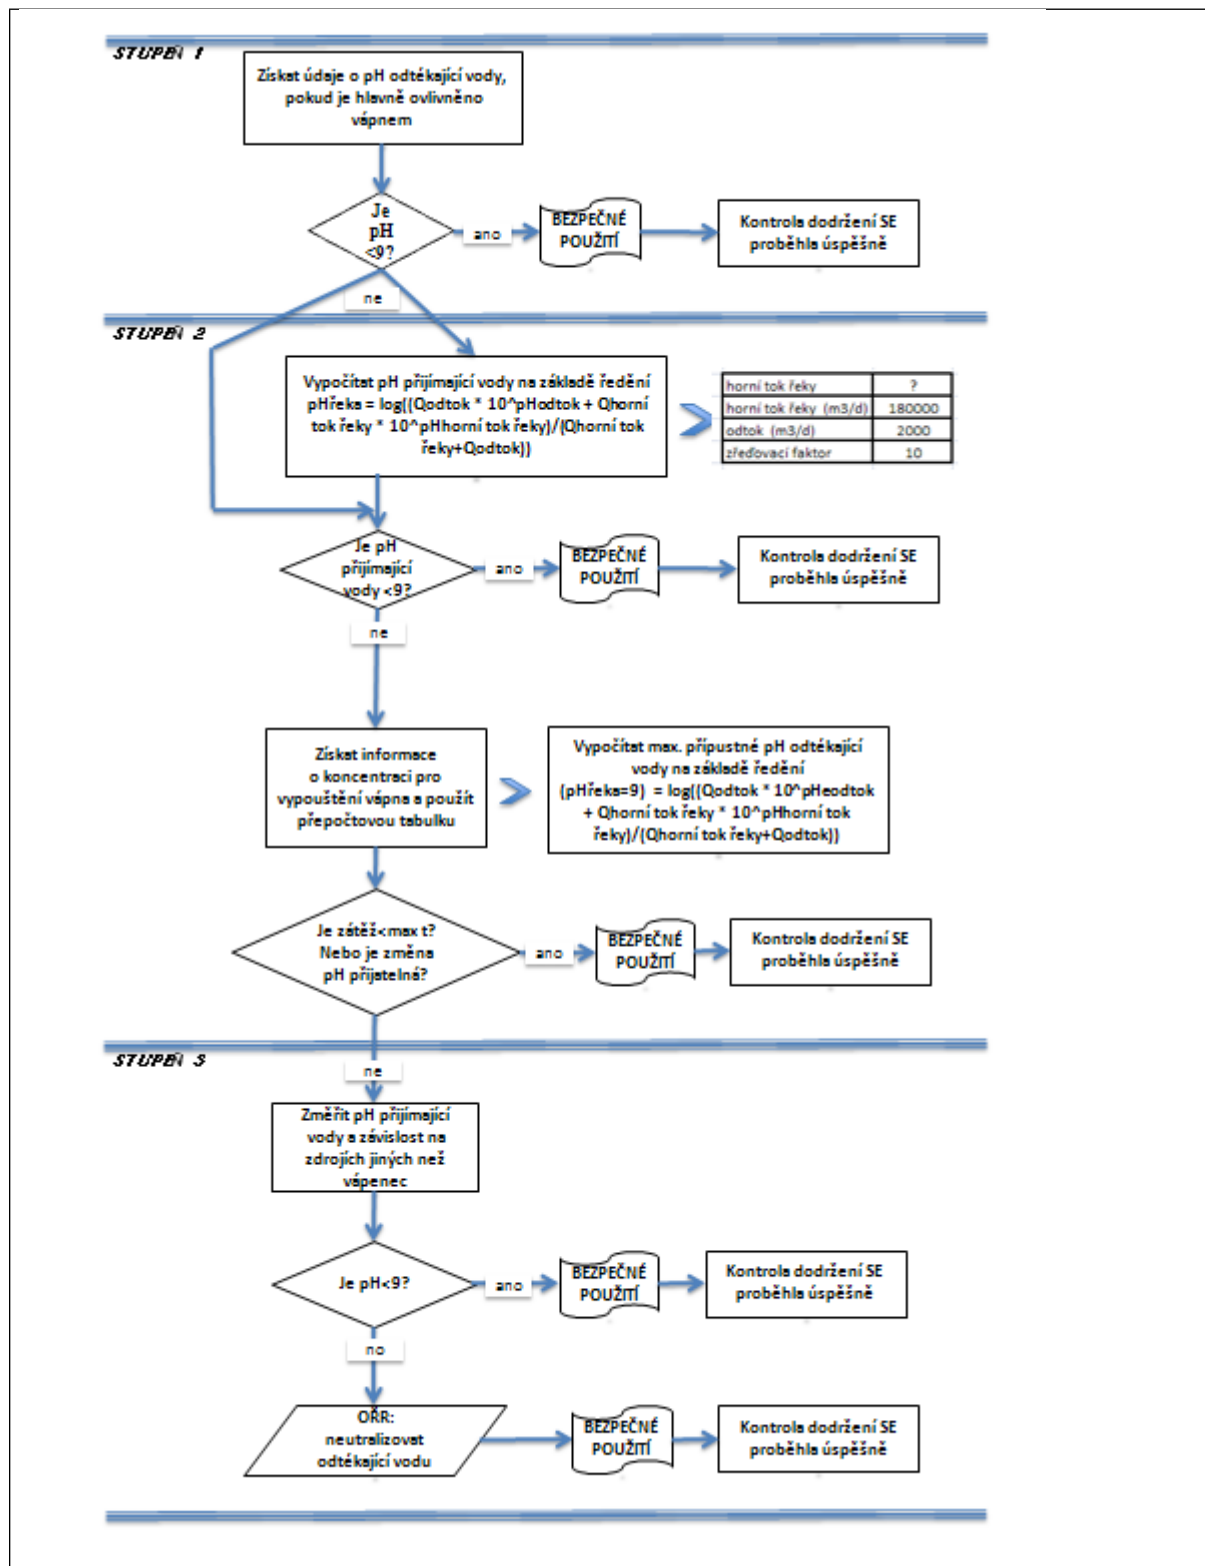 STUPEŇ 1
Získat údaje o pH odtékající vody,
pokud je hlavně ovlivněno
vápnem
Je
pH
<9?
ano
BEZPEČNÉ
POUŽITÍ
Kontrola dodržení SE
proběhla úspěšně
ne
STUPEŇ 2
Vypočítat pH přijímající vody na základě ředění
pHřeka = log((Qodtok * 10^pHodtok + Qhorní
tok řeky * 10^pHhorní tok řeky)/(Qhorní tok
řeky+Qodtok))
horní tok řeky ?
horní tok řeky (m3/d) 180000
odtok (m3/d) 2000
zřeďovací faktor 10
Je pH
přijímající
vody <9?
ano
BEZPEČNÉ
POUŽITÍ
Kontrola dodržení SE
proběhla úspěšně
ne
Získat informace
o koncentraci pro
vypouštění vápna a použít
přepočtovou tabulku
Vypočítat max. přípustné pH odtékající
vody na základě ředění
(pHřeka=9) = log((Qodtok * 10^pHeodtok
+ Qhorní tok řeky * 10^pHhorní tok
řeky)/(Qhorní tok řeky+Qodtok))
Je zátěž<max t?
Nebo je změna
pH přijatelná?
ano
BEZPEČNÉ
POUŽITÍ
Kontrola dodržení SE
proběhla úspěšně
STUPEŇ 3
ne
Změřit pH přijímající
vody a závislost na
zdrojích jiných než
vápenec
Je pH<9?
ano
BEZPEČNÉ
POUŽITÍ
Kontrola dodržení SE
proběhla úspěšně
no
OŘR:
neutralizovat
odtékající vodu
BEZPEČNÉ
POUŽITÍ
Kontrola dodržení SE
proběhla úspěšně